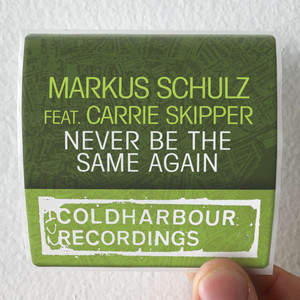 MARKUS SCHULZ
FEAT. CARRIE SKIPPER
NEVER BE THE
SAME AGAIN
COLDHARBOUR
RECORDINGS